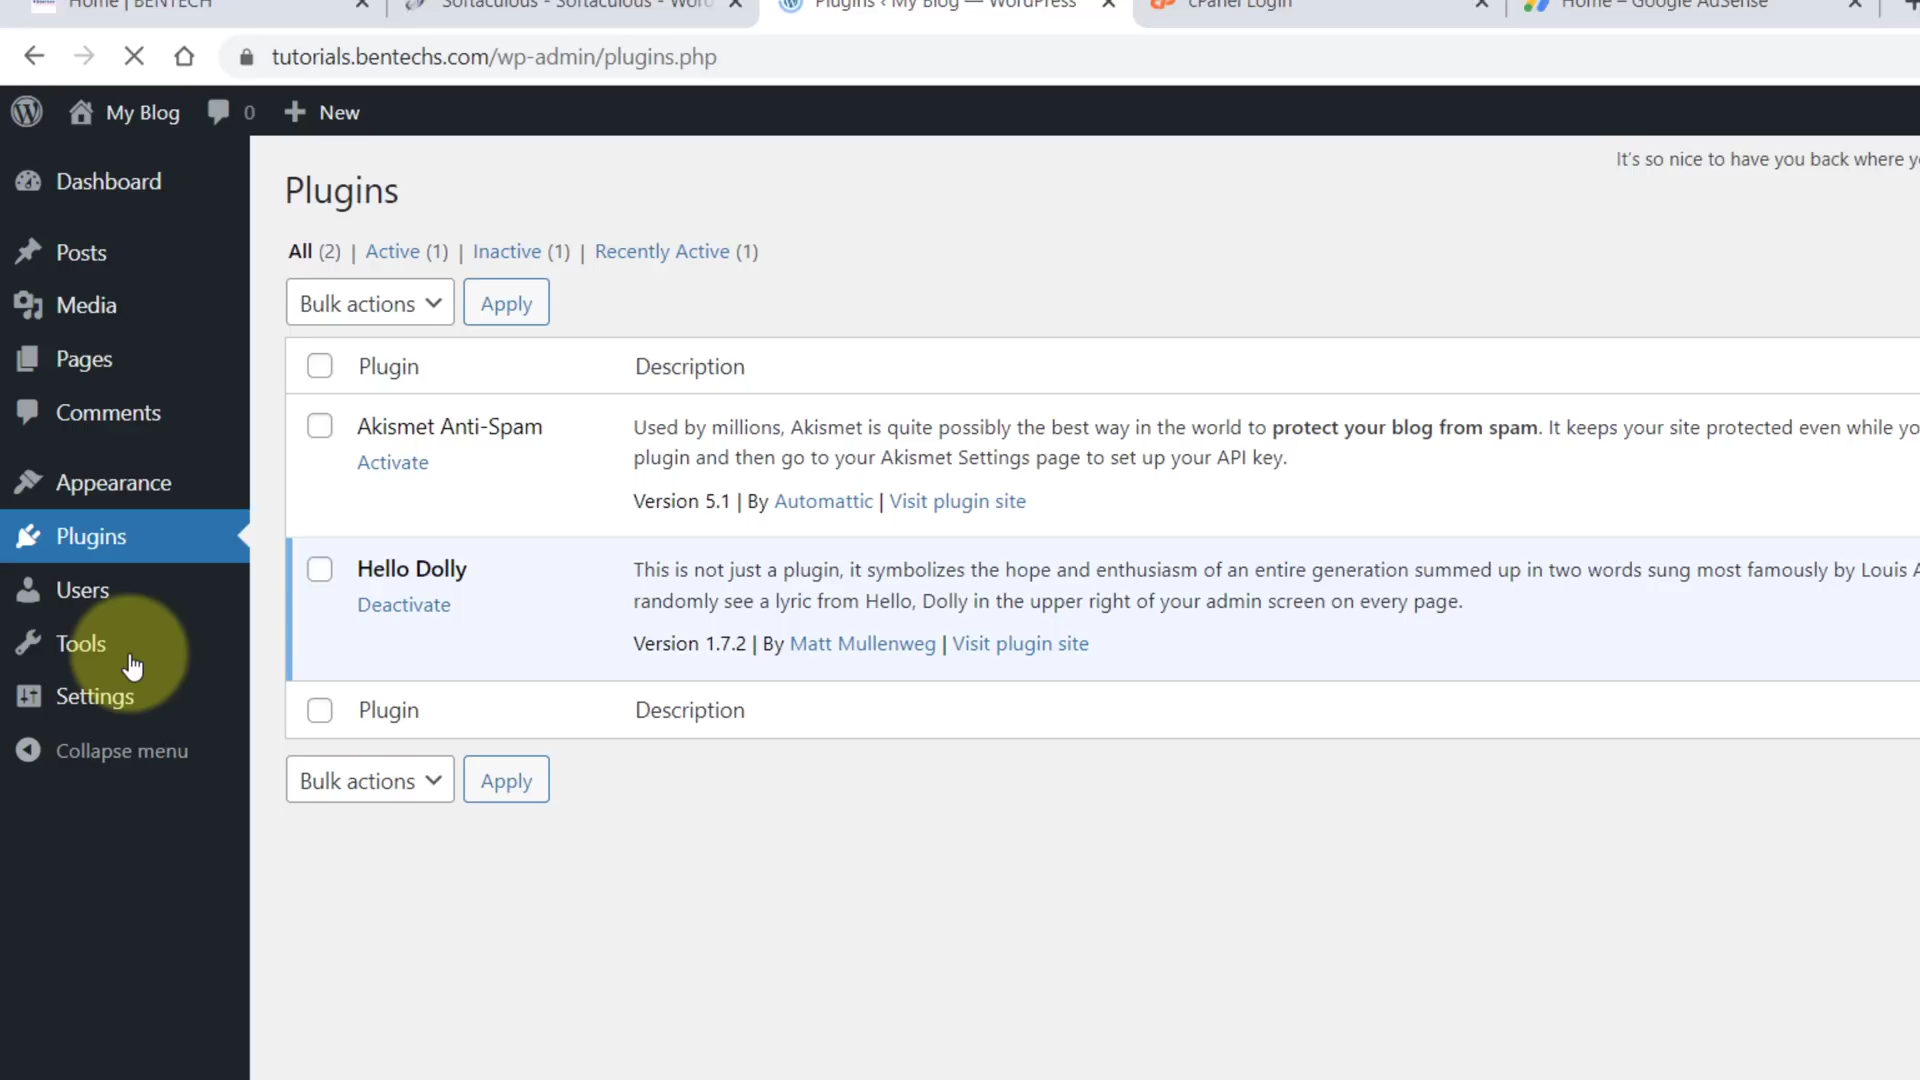 Home | BENTECH
Softaculous - Softaculous - Wor
Plugins ‹ My Blog — WordPress
cPanel Login
Home – Google AdSense
tutorials.bentechs.com/wp-admin/plugins.php
My Blog
0
New
It's so nice to have you back where
Dashboard
Posts
Media
Pages
Comments
Appearance
Plugins
Users
Tools
Settings
Collapse menu
Plugins
All (2) | Active (1) | Inactive (1) | Recently Active (1)
Bulk actions
Apply
Plugin
Description
Akismet Anti-Spam
Activate
Used by millions, Akismet is quite possibly the best way in the world to protect your blog from spam. It keeps your site protected even while
plugin and then go to your Akismet Settings page to set up your API key.
Version 5.1 | By Automattic | Visit plugin site
Hello Dolly
Deactivate
This is not just a plugin, it symbolizes the hope and enthusiasm of an entire generation summed up in two words sung most famously by Louis
randomly see a lyric from Hello, Dolly in the upper right of your admin screen on every page.
Version 1.7.2 | By Matt Mullenweg | Visit plugin site
Plugin
Description
Bulk actions
Apply